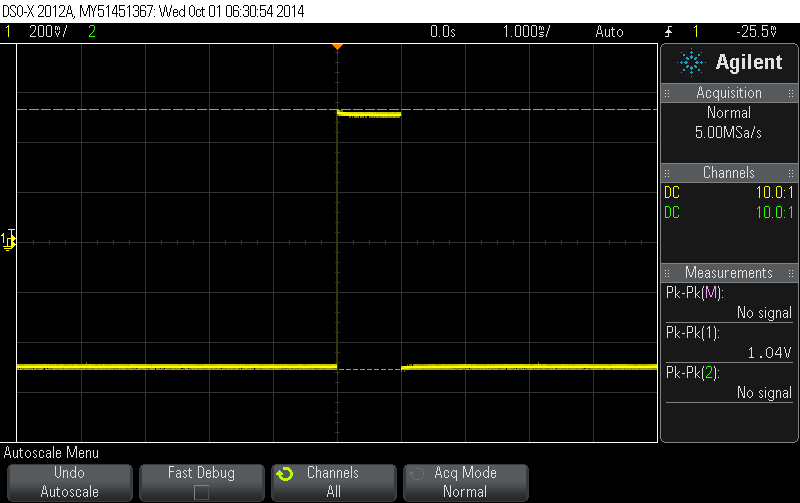 DSO-X 2012A, MY51451367: Wed Oct 01 06:30:54 2014
1 200V/ 2 0.0s 1.000s/ Auto 1 -25.5V
Agilent
Acquisition
Normal
5.00MSa/s
Channels
DC 10.0:1
DC 10.0:1
Measurements
Pk-Pk(M):
No signal
Pk-Pk(1):
1.04V
Pk-Pk(2):
No signal
1
Autoscale Menu
Undo
Autoscale
Fast Debug
Channels
All
Acq Mode
Normal